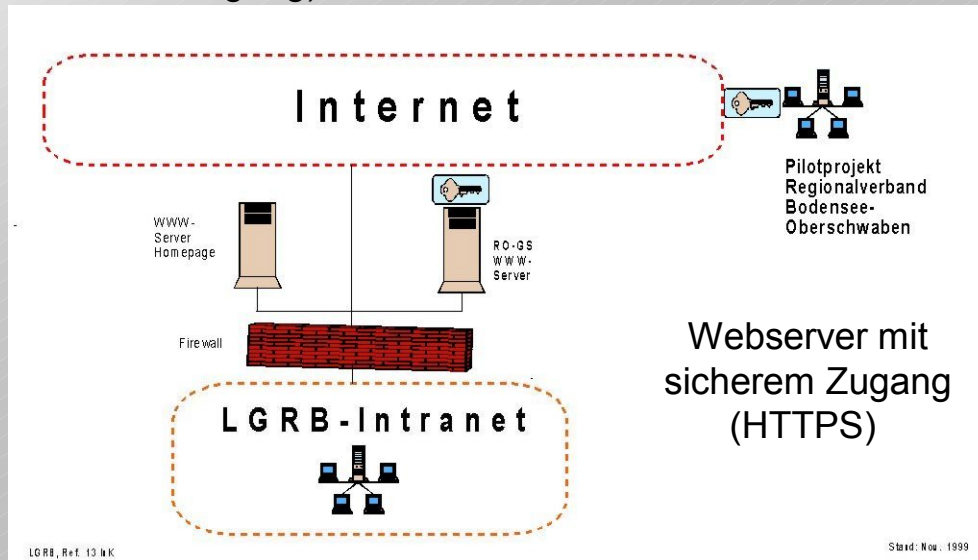 Internet
Pilotprojekt
Regionalverband
Bodensee-
Oberschwaben
WWW-
Server
Homepage
RO-GS
WWW-
Server
Firewall
Webserver mit
sicherem Zugang
(HTTPS)
LGRB-Intranet
LGRB, Ref. 13 IuK
Stand: Nov. 1999